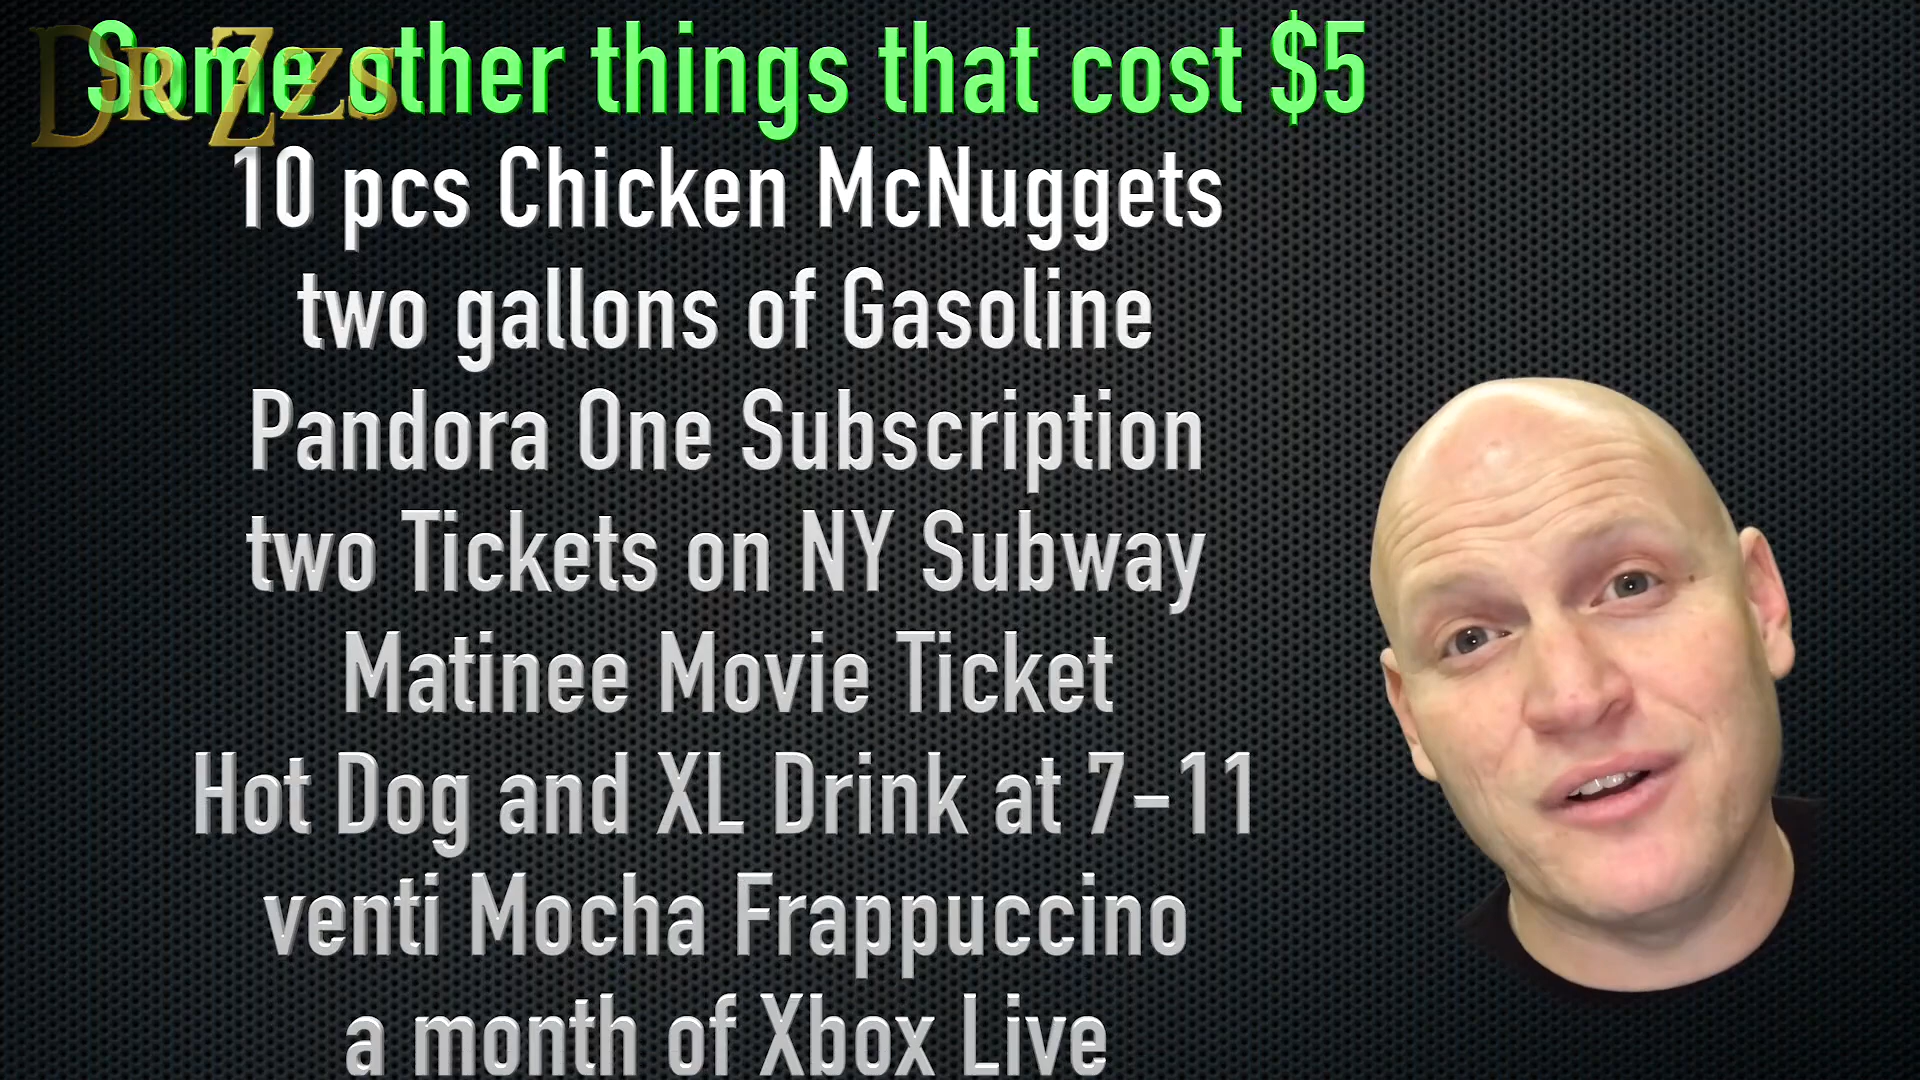 DrZzs
Some other things that cost $5
10 pcs Chicken McNuggets
two gallons of Gasoline
Pandora One Subscription
two Tickets on NY Subway
Matinee Movie Ticket
Hot Dog and XL Drink at 7-11
venti Mocha Frappuccino
a month of Xbox Live